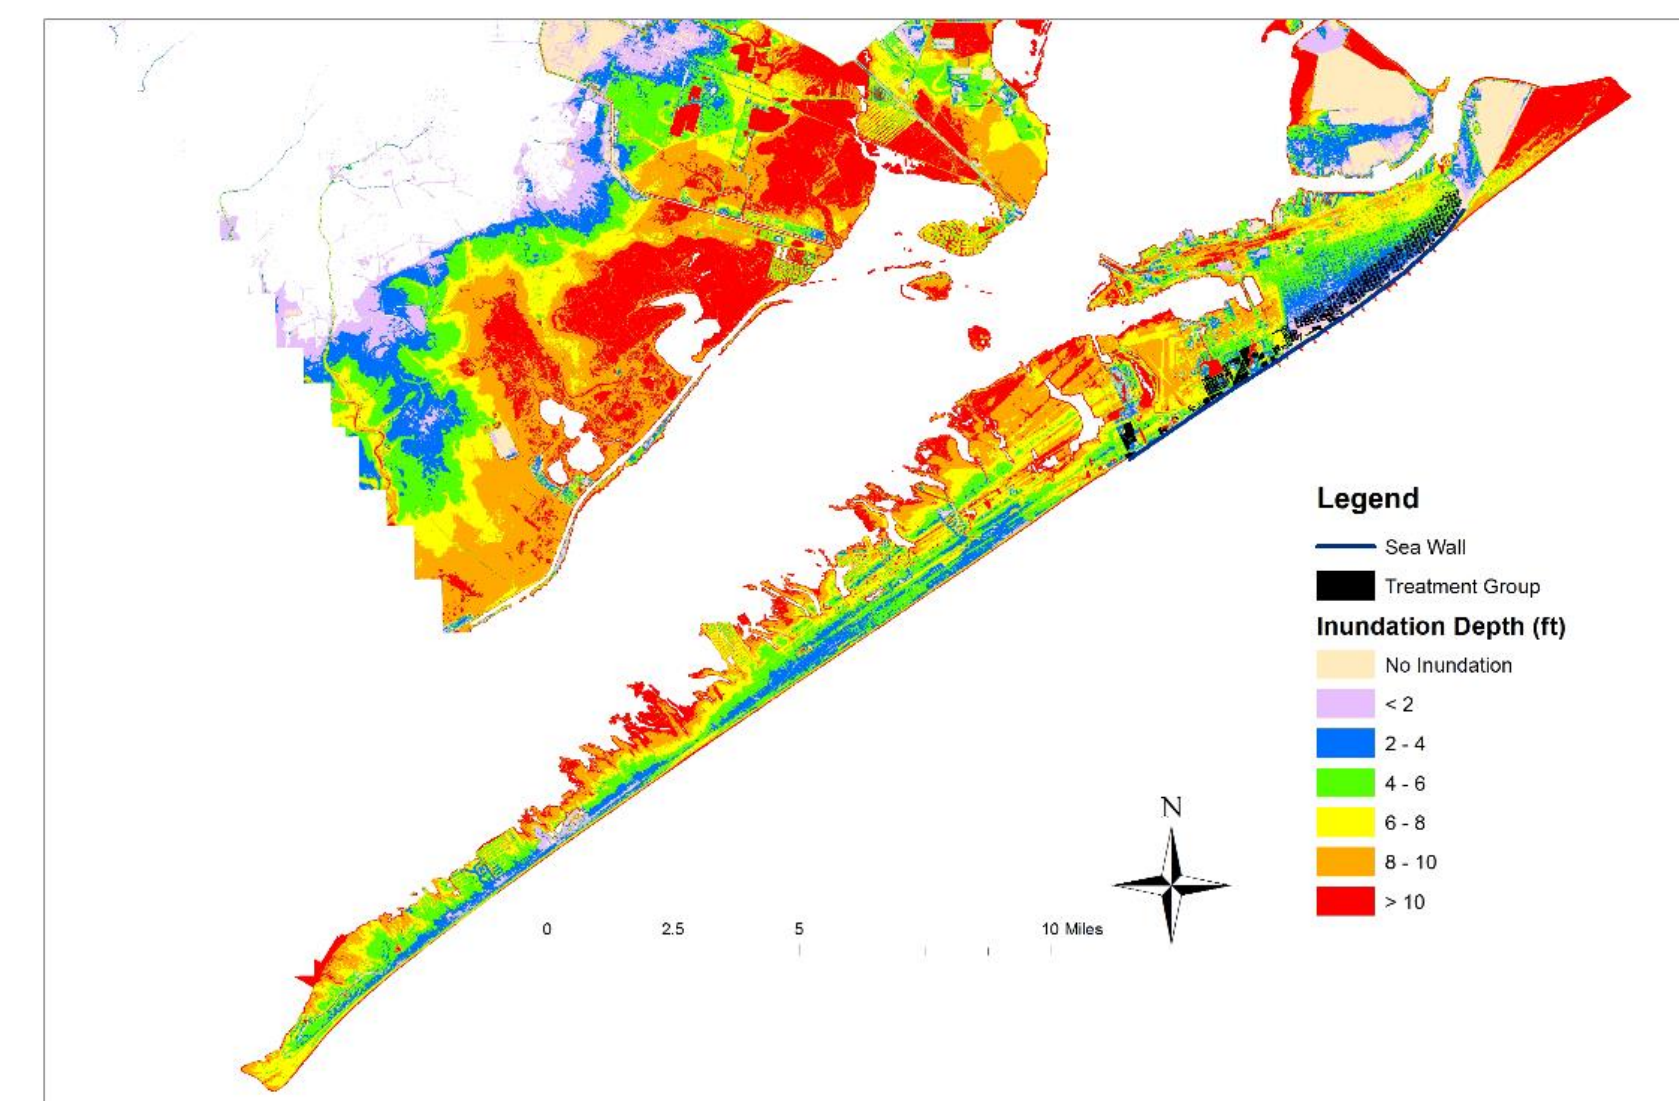 Legend
Sea Wall
Treatment Group
Inundation Depth (ft)
No Inundation
< 2
2 - 4
4 - 6
6 - 8
8 - 10
> 10
N
0 2.5 5 10 Miles